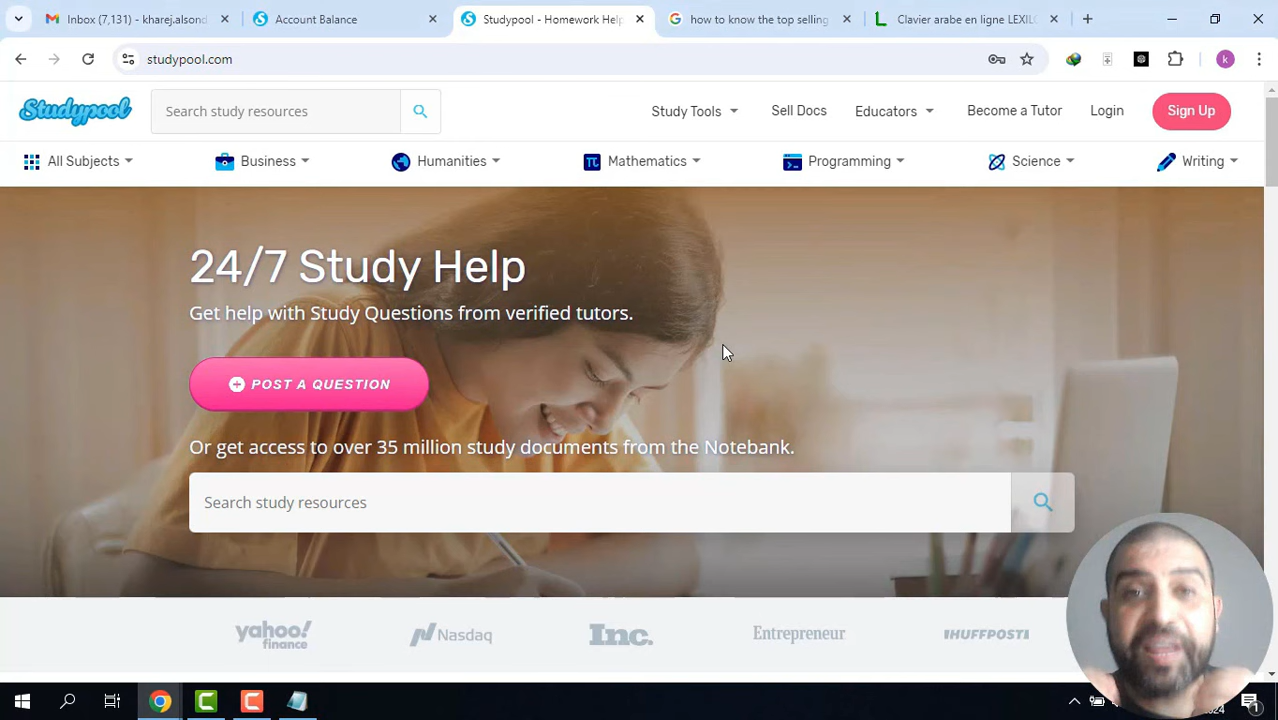 Inbox (7,131) - kharej.alsond
Account Balance
Studypool - Homework Help
how to know the top selling
Clavier arabe en ligne LEXILO
studypool.com
k
Studypool
Search study resources
Study Tools
Sell Docs
Educators
Become a Tutor
Login
Sign Up
All Subjects
Business
Humanities
Mathematics
Programming
Science
Writing
24/7 Study Help
Get help with Study Questions from verified tutors.
POST A QUESTION
Or get access to over 35 million study documents from the Notebank.
Search study resources
yahoo!
finance
Nasdaq
Inc.
Entrepreneur
IHUFFPOSTI
2024
1